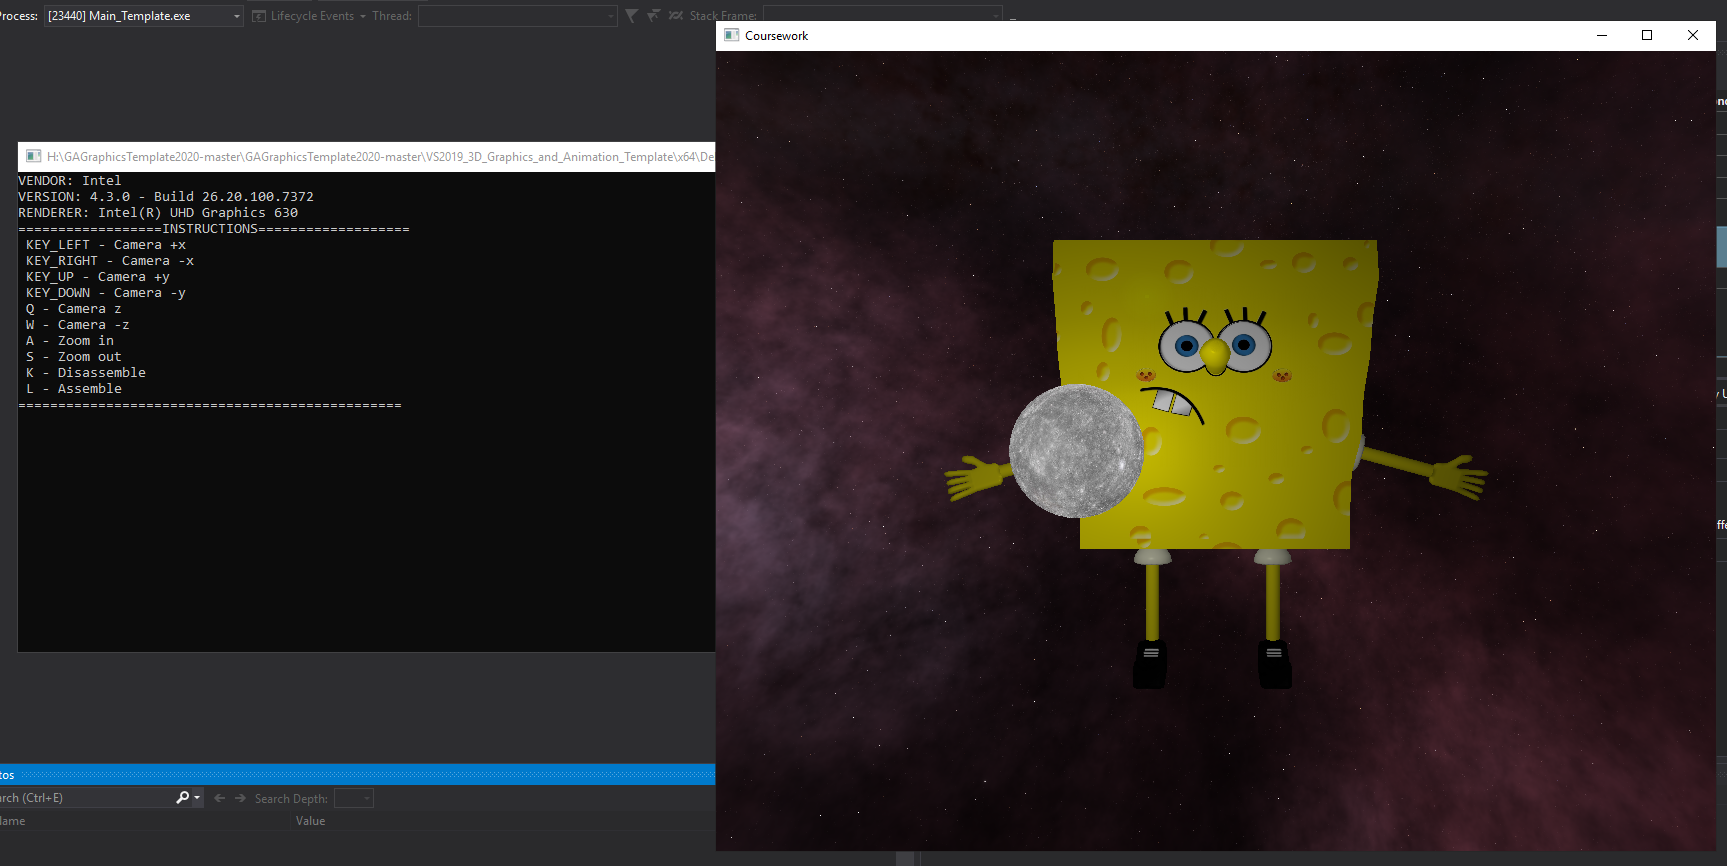 Process: [23440] Main_Template.exe Lifecycle Events Thread: Stack Frame:
Coursework
H:\GAGraphicsTemplate2020-master\GAGraphicsTemplate2020-master\VS2019_3D_Graphics_and_Animation_Template\x64\De
VENDOR: Intel
VERSION: 4.3.0 - Build 26.20.100.7372
RENDERER: Intel(R) UHD Graphics 630
==================INSTRUCTIONS===================
KEY_LEFT - Camera +x
KEY_RIGHT - Camera -x
KEY_UP - Camera +y
KEY_DOWN - Camera -y
Q - Camera z
W - Camera -z
A - Zoom in
S - Zoom out
K - Disassemble
L - Assemble
================================================
tos
arch (Ctrl+E) Search Depth:
Name Value